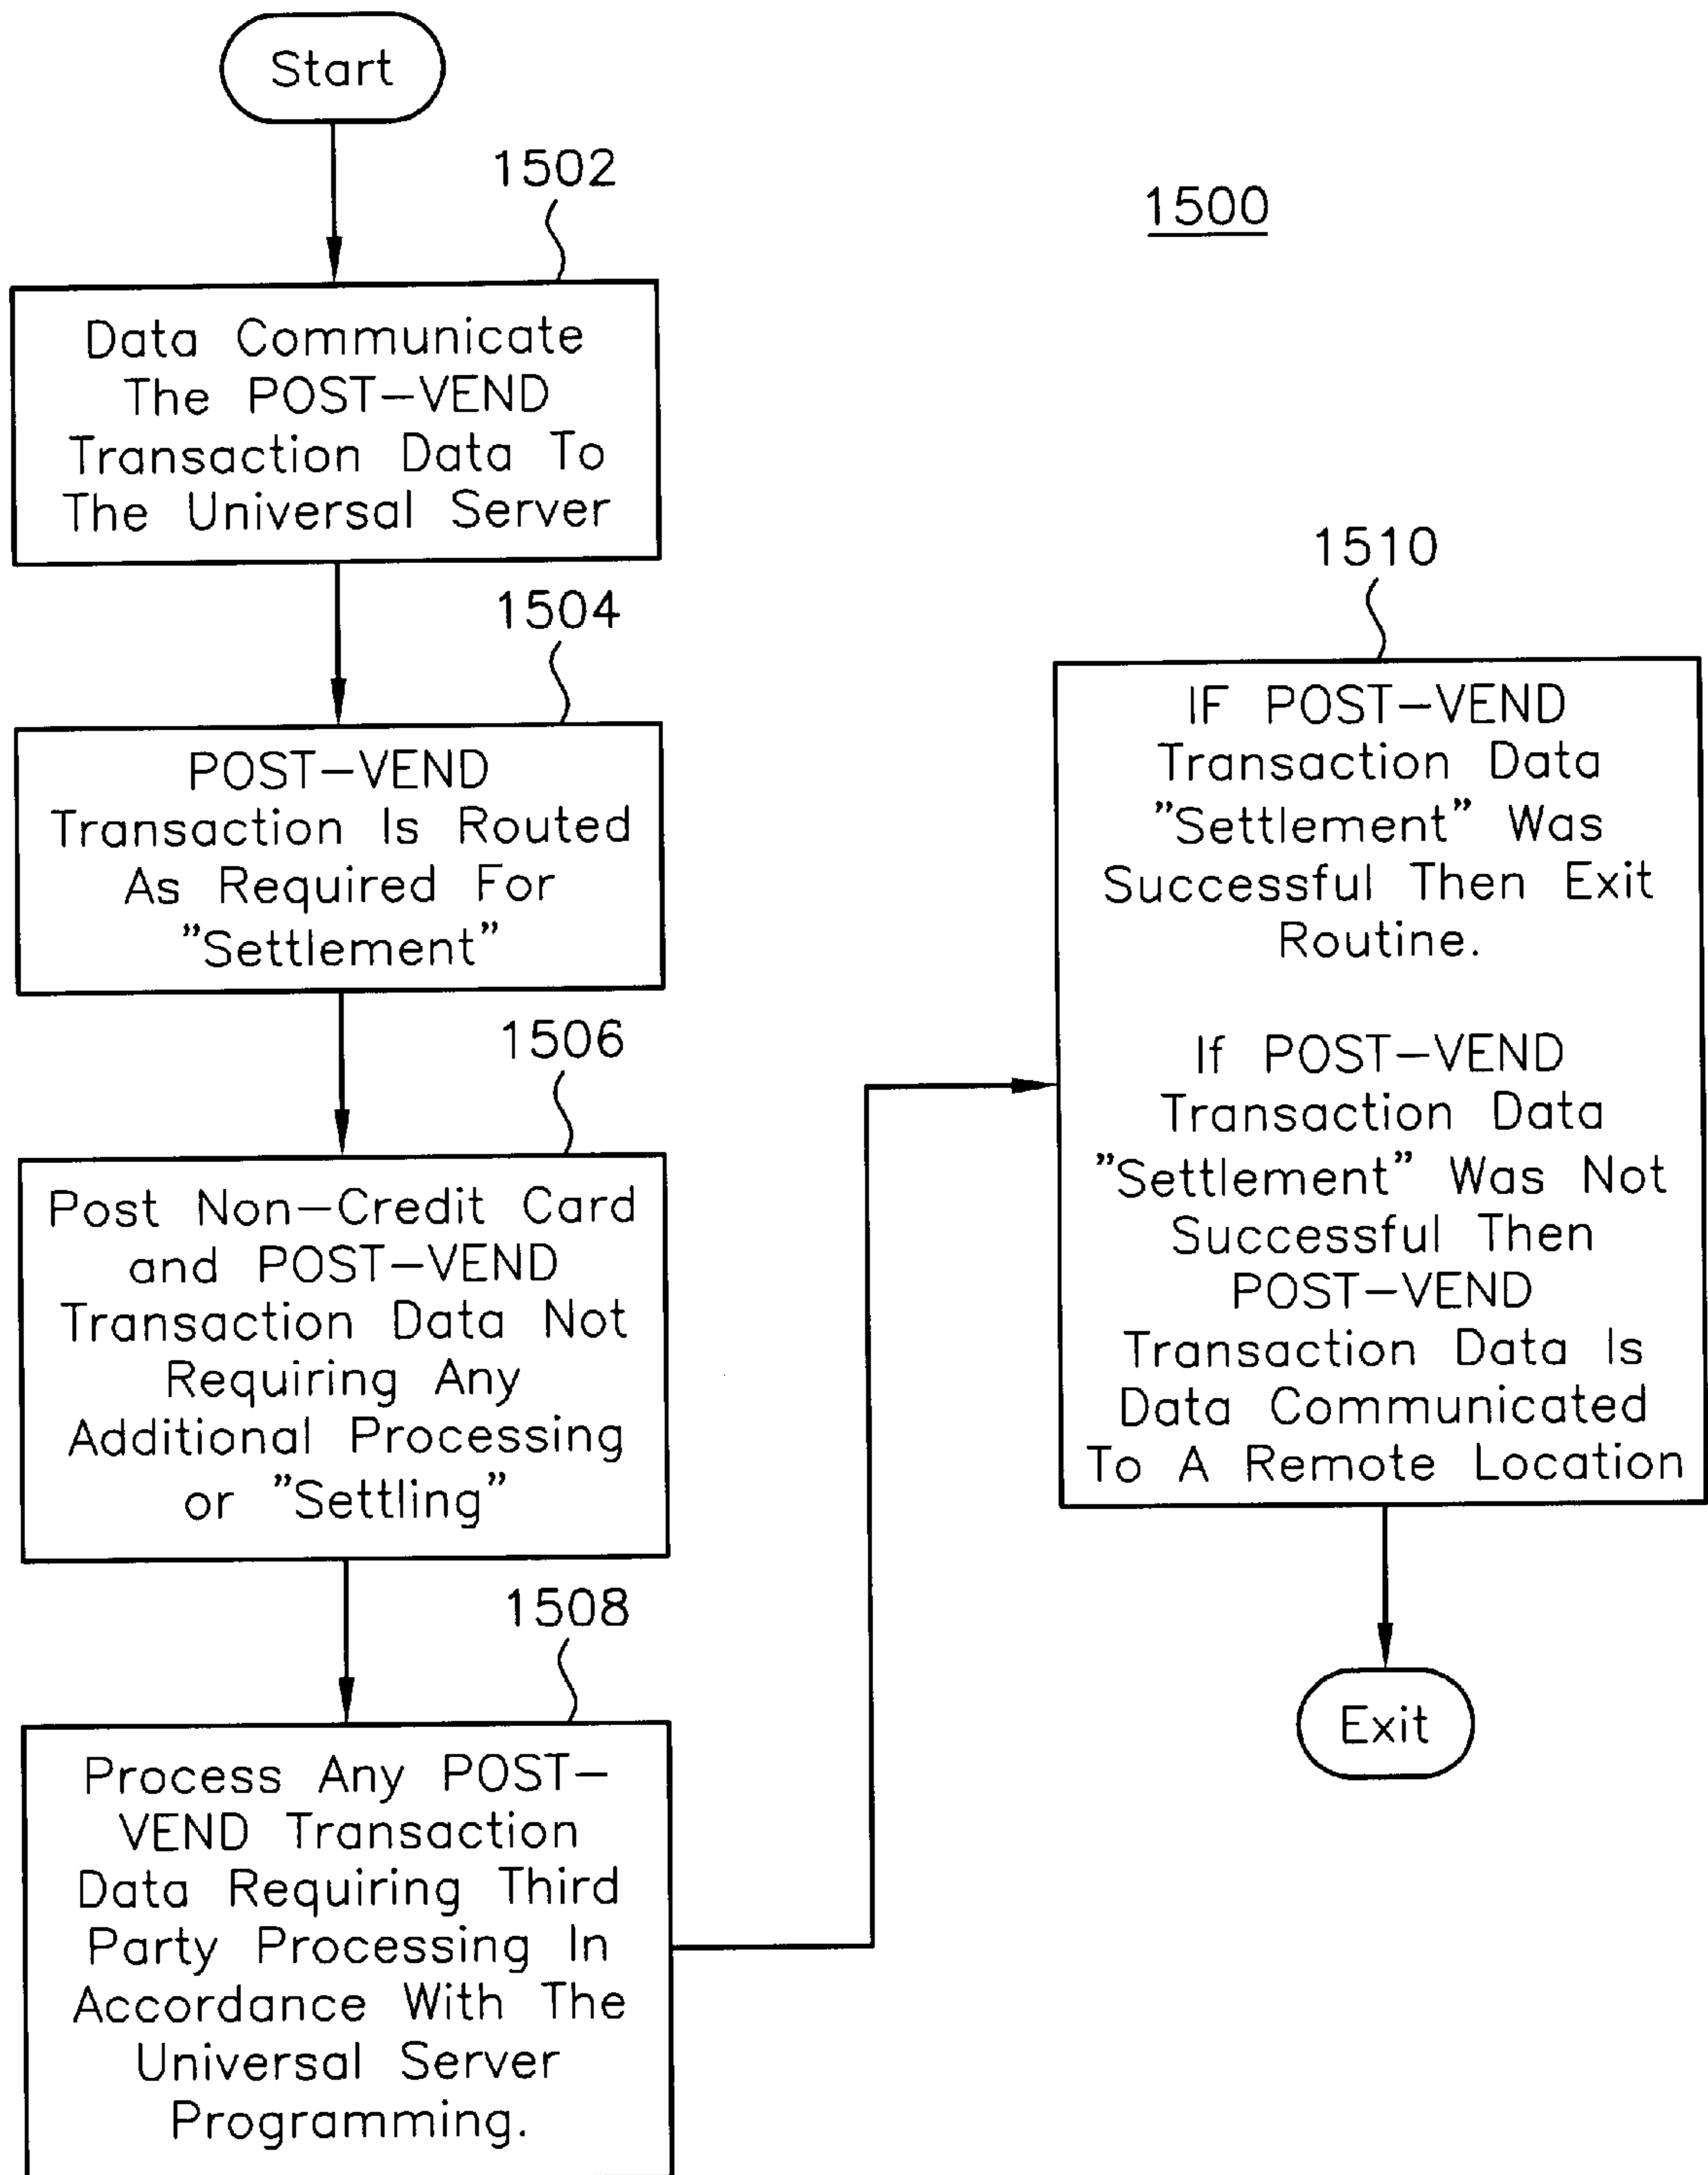 Start
1502
1500
Data Communicate
The POST-VEND
Transaction Data To
The Universal Server
1504
POST-VEND
Transaction Is Routed
As Required For
"Settlement"
1506
Post Non-Credit Card
and POST-VEND
Transaction Data Not
Requiring Any
Additional Processing
or "Settling"
1508
Process Any POST-
VEND Transaction
Data Requiring Third
Party Processing In
Accordance With The
Universal Server
Programming.
1510
IF POST-VEND
Transaction Data
"Settlement" Was
Successful Then Exit
Routine.
If POST-VEND
Transaction Data
"Settlement" Was Not
Successful Then
POST-VEND
Transaction Data Is
Data Communicated
To A Remote Location
Exit